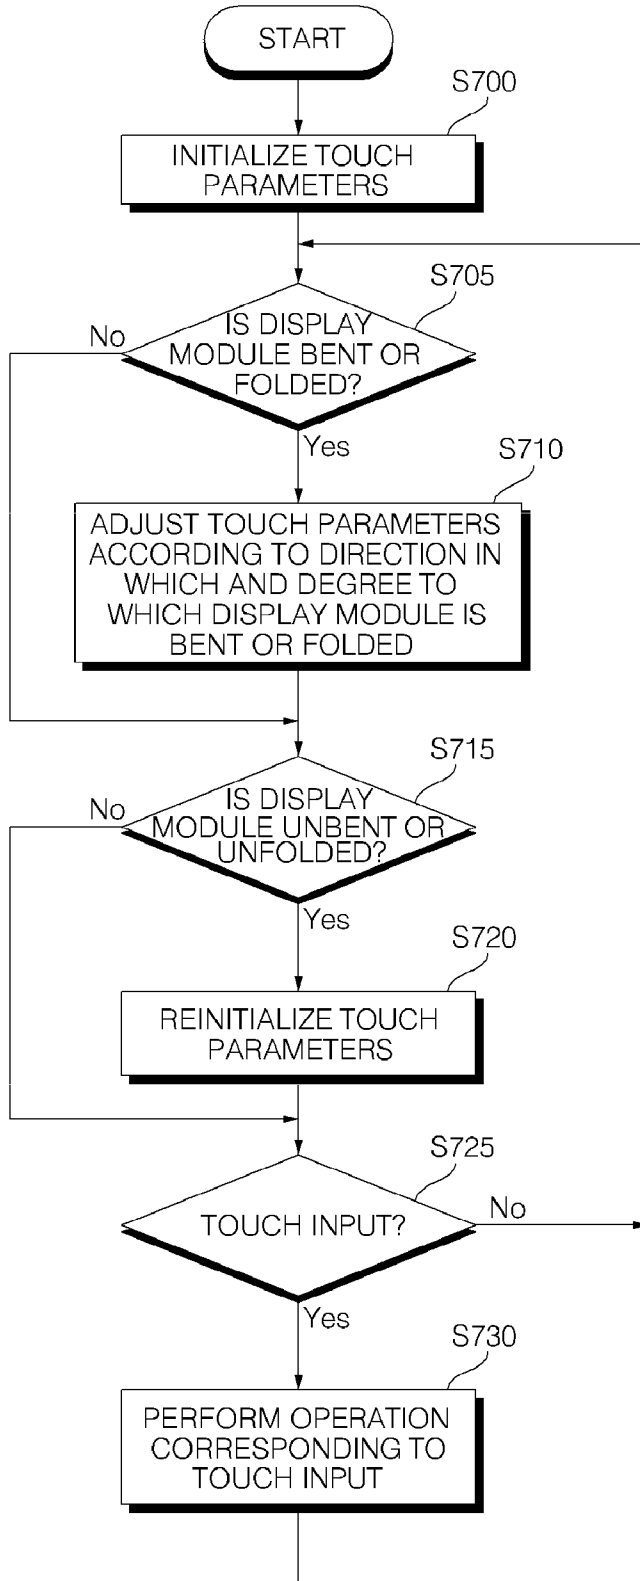 START
S700
INITIALIZE TOUCH
PARAMETERS
S705
IS DISPLAY
MODULE BENT OR
FOLDED?
No
Yes
S710
ADJUST TOUCH PARAMETERS
ACCORDING TO DIRECTION IN
WHICH AND DEGREE TO
WHICH DISPLAY MODULE IS
BENT OR FOLDED
S715
IS DISPLAY
MODULE UNBENT OR
UNFOLDED?
No
Yes
S720
REINITIALIZE TOUCH
PARAMETERS
S725
TOUCH INPUT?
No
Yes
S730
PERFORM OPERATION
CORRESPONDING TO
TOUCH INPUT